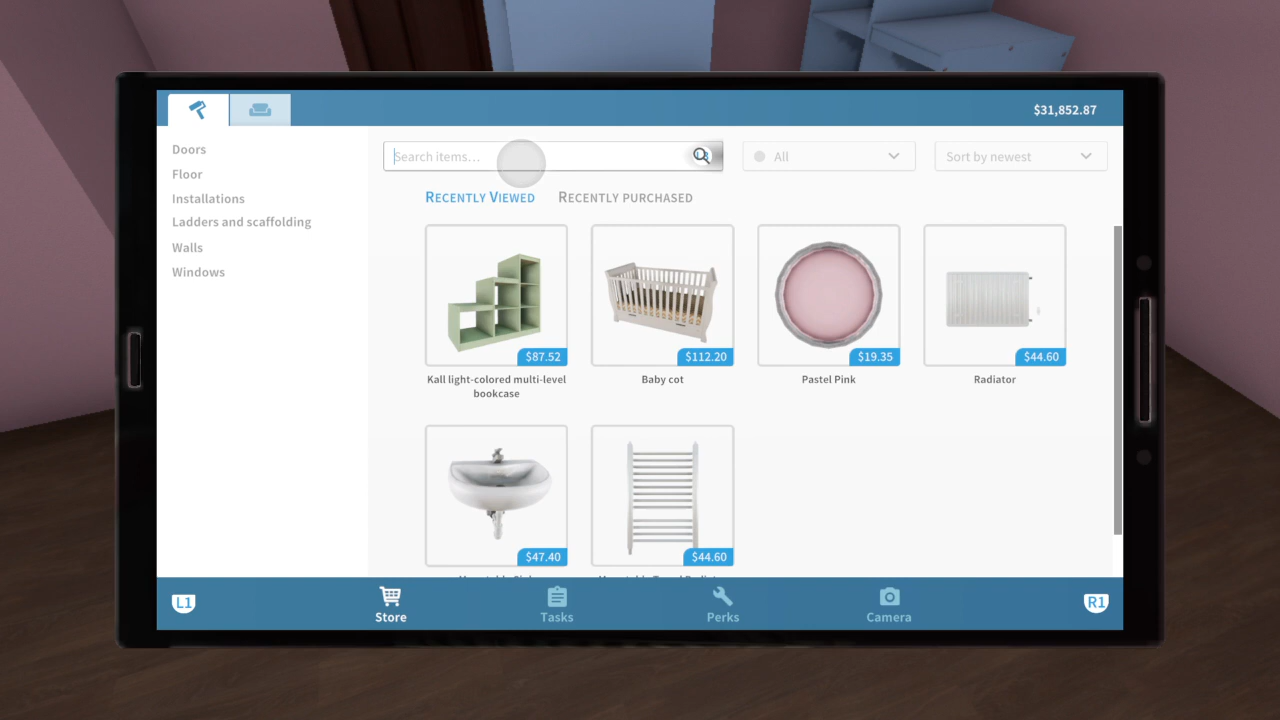 $31,852.87
Doors
Floor
Installations
Ladders and scaffolding
Walls
Windows
Search items...
All
Sort by newest
RECENTLY VIEWED
RECENTLY PURCHASED
$87.52
$112.20
$19.35
$44.60
Kall light-colored multi-level
bookcase
Baby cot
Pastel Pink
Radiator
$47.40
$44.60
L1
Store
Tasks
Perks
Camera
R1